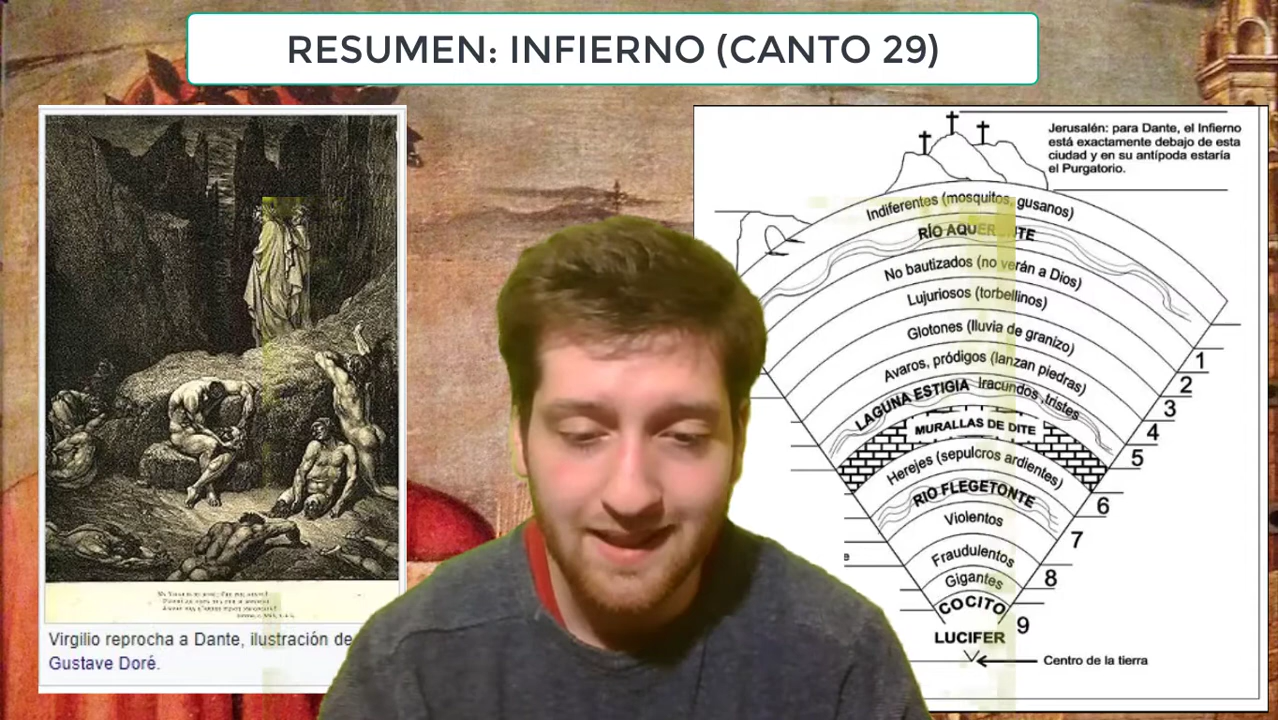 RESUMEN: INFIERNO (CANTO 29)
Virgilio reprocha a Dante, ilustración de
Gustave Doré.
Jerusalén: para Dante, el Infierno
está exactamente debajo de esta
ciudad y en su antípoda estaría
el Purgatorio.
Indiferentes (mosquitos, gusanos)
RÍO AQUER NTE
No bautizados (no verán a Dios)
Lujuriosos (torbellinos)
1
Glotones (lluvia de granizo)
2
Avaros, pródigos (lanzan piedras)
3
LAGUNA ESTIGIA Iracundos ,tristes
4
MURALLAS DE DITE
5
Herejes (sepulcros ardientes)
6
RIO FLEGETONTE
Violentos
7
Fraudulentos
8
Gigantes
COCITO
9
LUCIFER
Centro de la tierra